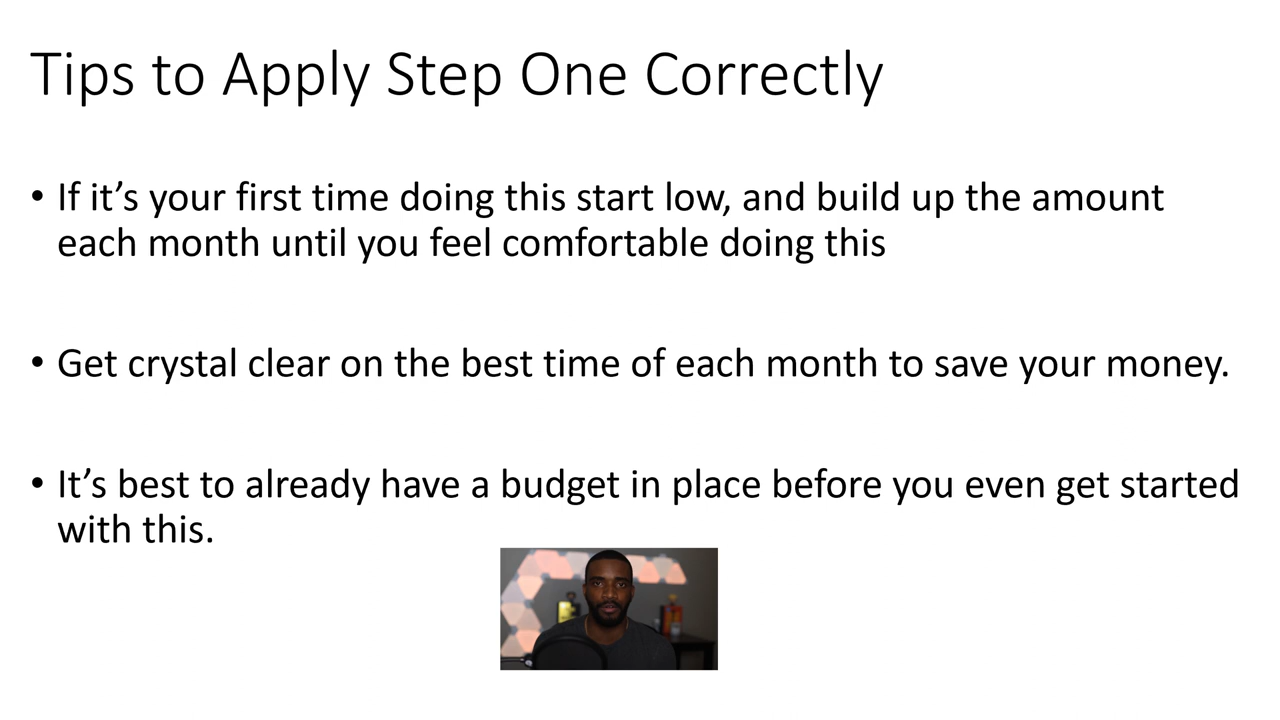 Tips to Apply Step One Correctly
• If it’s your first time doing this start low, and build up the amount
each month until you feel comfortable doing this
• Get crystal clear on the best time of each month to save your money.
• It’s best to already have a budget in place before you even get started
with this.